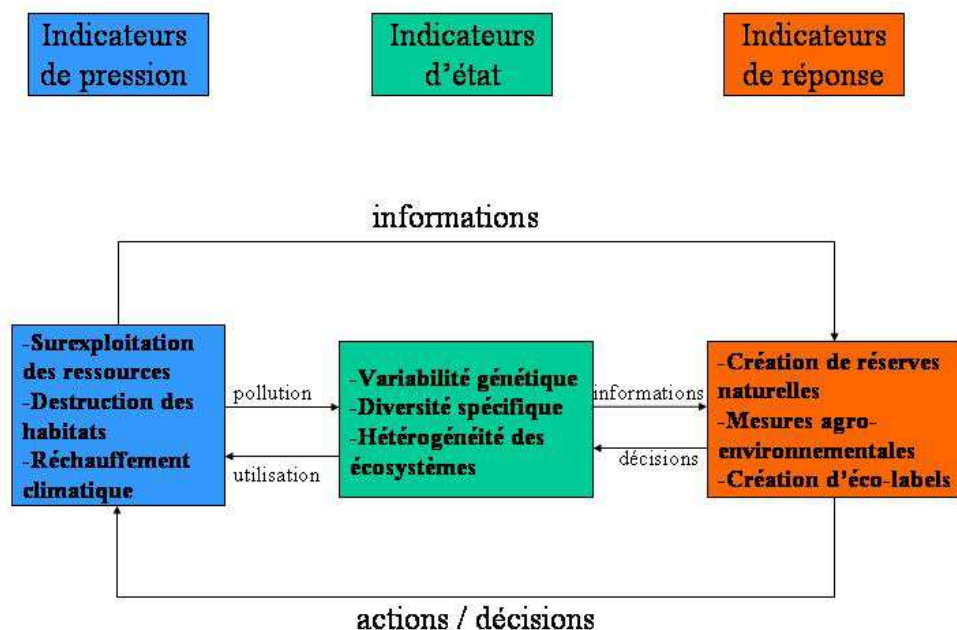 Indicateurs
de pression
Indicateurs
d'état
Indicateurs
de réponse
informations
-Surexploitation
des ressources
-Destruction des
habitats
-Réchauffement
climatique
pollution
utilisation
-Variabilité génétique
-Diversité spécifique
-Hétérogénéité des
écosystèmes
informations
décisions
-Création de réserves
naturelles
-Mesures agro-
environnementales
-Création d'éco-labels
actions / décisions